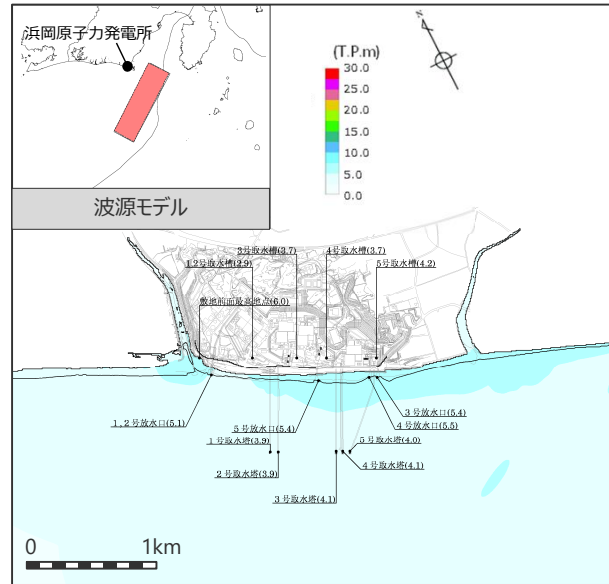 浜岡原子力発電所
波源モデル
(T.P.m)
30.0
25.0
20.0
15.0
10.0
5.0
0.0
N
3号取水槽(3.7)
4号取水槽(3.7)
1,2号取水槽(2.9)
5号取水槽(4.2)
敷地前面最高地点(6.0)
1,2号放水口(5.1)
5号放水口(5.4)
3号放水口(5.4)
4号放水口(5.5)
1号取水塔(3.9)
5号取水塔(4.0)
2号取水塔(3.9)
4号取水塔(4.1)
3号取水塔(4.1)
0 1km